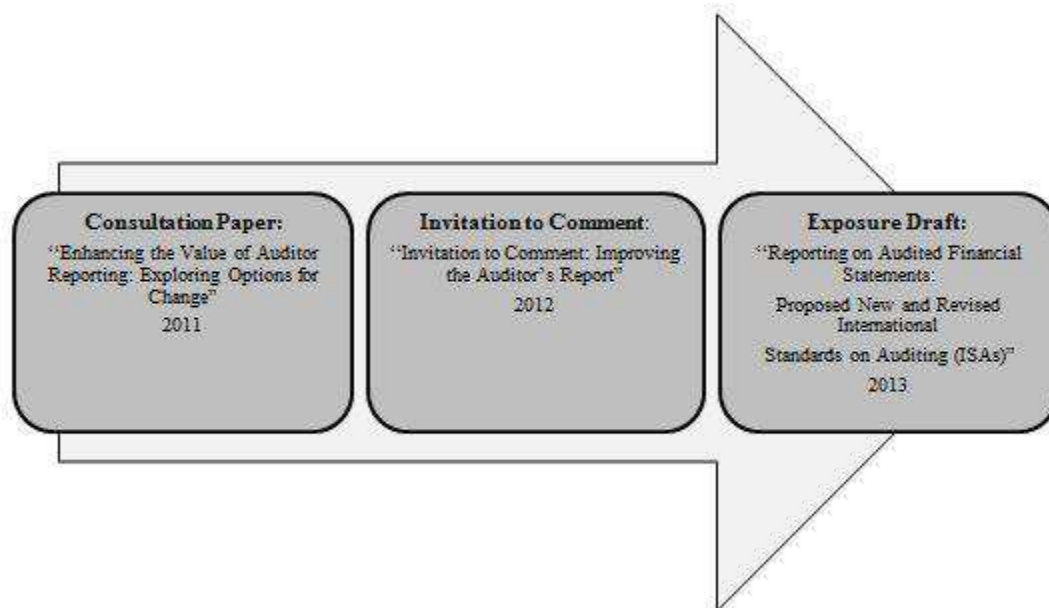 Consultation Paper:
‘‘Enhancing the Value of Auditor
Reporting: Exploring Options for
Change”
2011
Invitation to Comment:
‘‘Invitation to Comment: Improving
the Auditor’s Report”
2012
Exposure Draft:
‘‘Reporting on Audited Financial
Statements:
Proposed New and Revised
International
Standards on Auditing (ISAs)”
2013